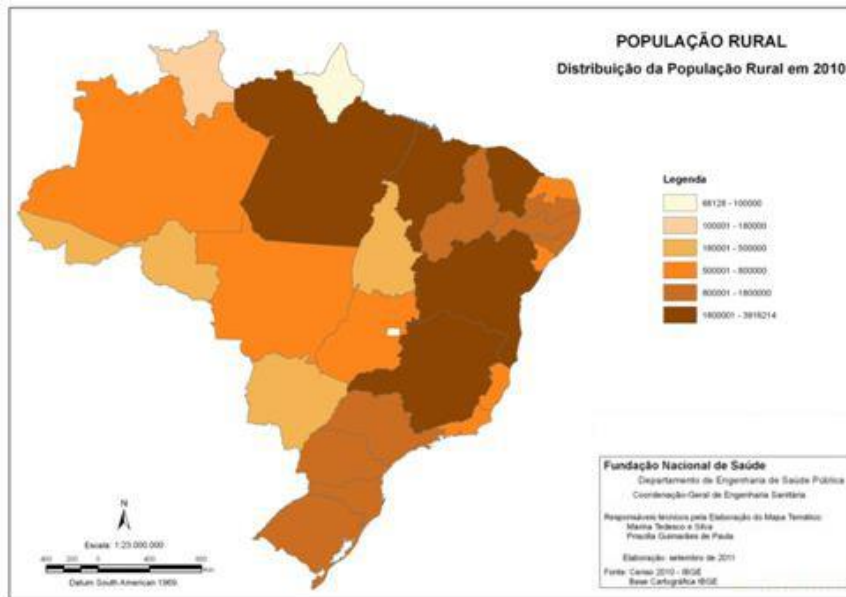 POPULAÇÃO RURAL
Distribuição da População Rural em 2010
Legenda
68128 - 100000
100001 - 180000
180001 - 500000
500001 - 800000
800001 - 1800000
1800001 - 3916214
N
Escala: 1:23.000.000
Km
Datum South American 1969
Fundação Nacional de Saúde
Departamento de Engenharia de Saúde Pública
Coordenação-Geral de Engenharia Sanitária
Responsáveis técnicos pela Elaboração do Mapa Temático:
Marina Tedesco e Silva
Priscilla Guimarães de Paula
Elaboração: setembro de 2011
Fonte: Censo 2010 - IBGE
Base Cartográfica IBGE